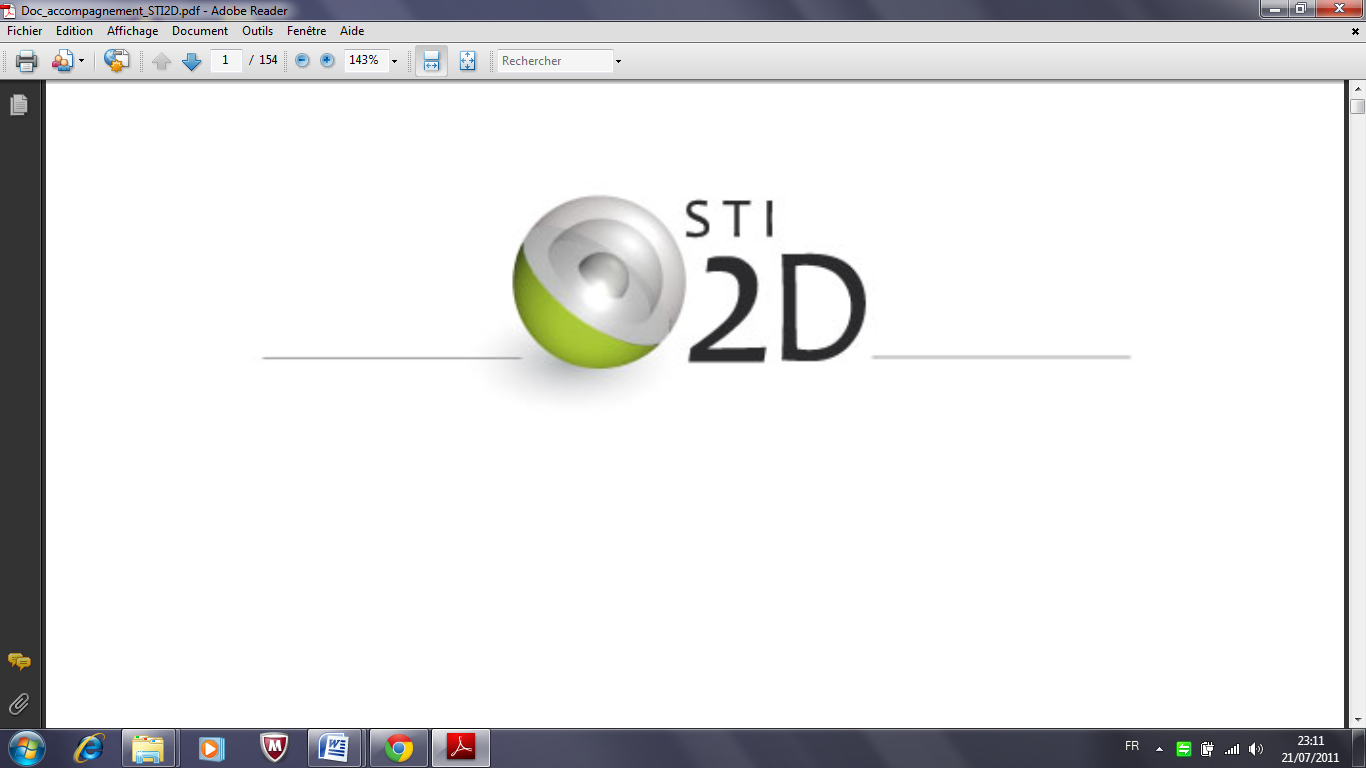 Doc_accompagnement_STI2D.pdf - Adobe Reader
Fichier Edition Affichage Document Outils Fenêtre Aide
1 / 154 143% Rechercher
STI
2D
FR
23:11
21/07/2011